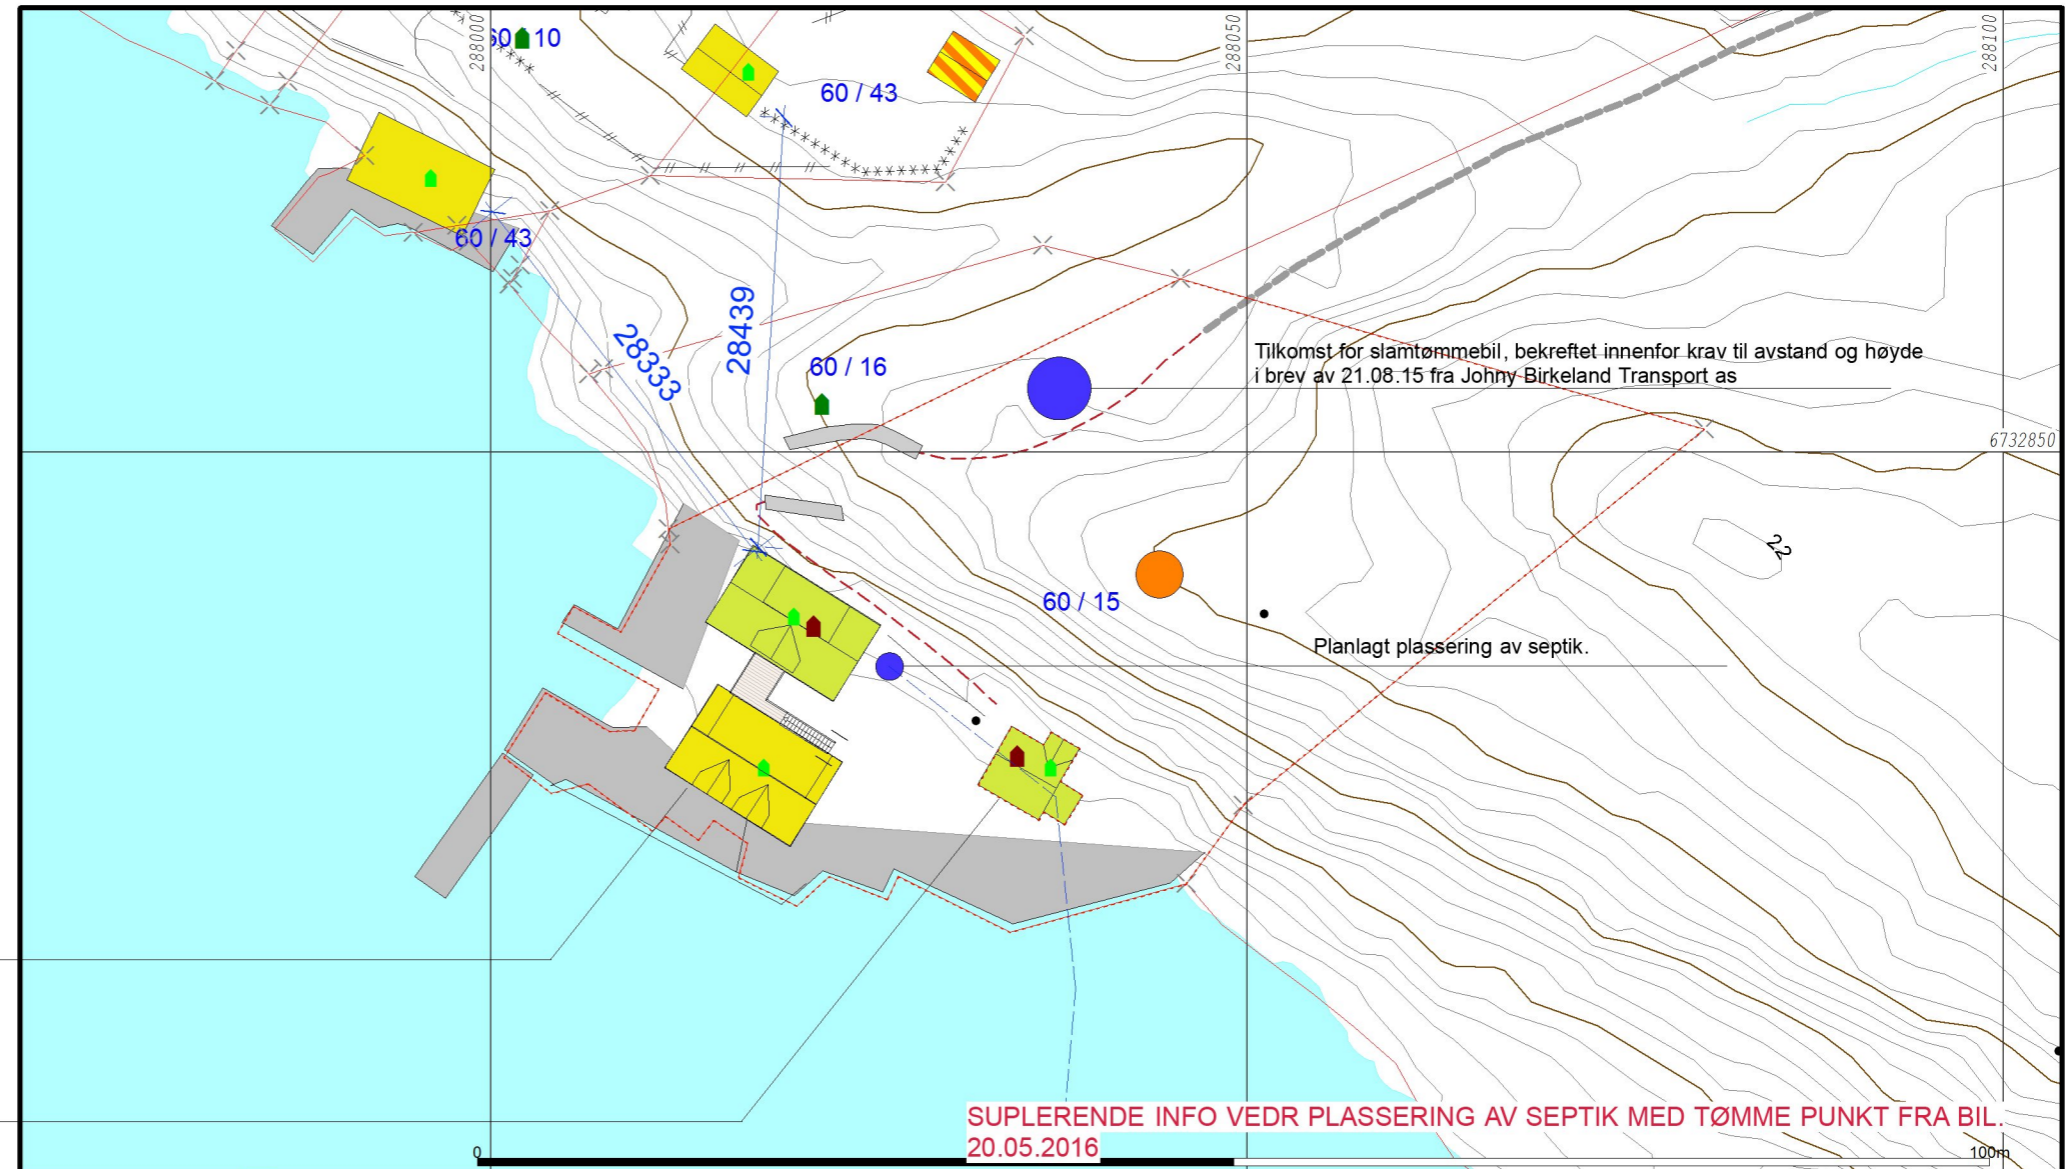 60 / 10
288000
288050
288100
60 / 43
60 / 43
28333
28439
60 / 16
Tilkomst for slamtømmebil, bekreftet innenfor krav til avstand og høyde
i brev av 21.08.15 fra Johny Birkeland Transport as
6732850
22
60 / 15
Planlagt plassering av septik.
SUPLERENDE INFO VEDR PLASSERING AV SEPTIK MED TØMME PUNKT FRA BIL.
20.05.2016
0
100m